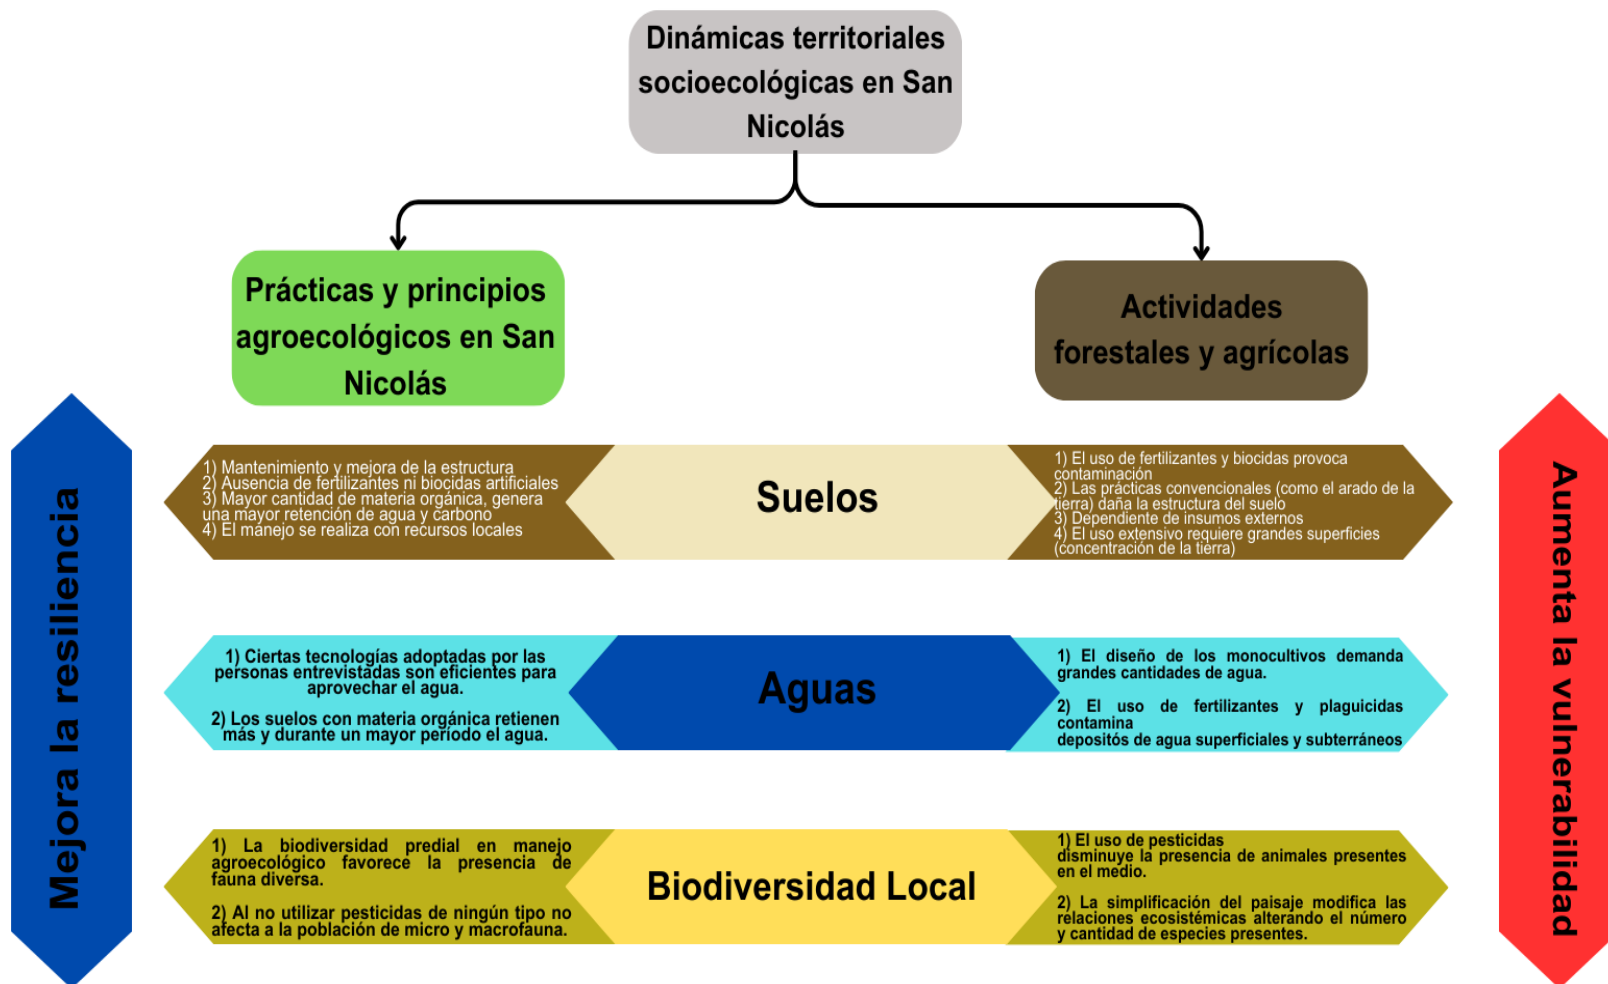 Dinámicas territoriales
socioecológicas en San
Nicolás
Prácticas y principios
agroecológicos en San
Nicolás
Actividades
forestales y agrícolas
Mejora la resiliencia
1) Mantenimiento y mejora de la estructura
2) Ausencia de fertilizantes ni biocidas artificiales
3) Mayor cantidad de materia orgánica, genera
una mayor retención de agua y carbono
4) El manejo se realiza con recursos locales
Suelos
1) El uso de fertilizantes y biocidas provoca
contaminación
2) Las prácticas convencionales (como el arado de la
tierra) daña la estructura del suelo
3) Dependiente de insumos externos
4) El uso extensivo requiere grandes superficies
(concentración de la tierra)
1) Ciertas tecnologías adoptadas por las
personas entrevistadas son eficientes para
aprovechar el agua.
2) Los suelos con materia orgánica retienen
más y durante un mayor período el agua.
Aguas
1) El diseño de los monocultivos demanda
grandes cantidades de agua.
2) El uso de fertilizantes y plaguicidas
contamina
depositós de agua superficiales y subterráneos
1) La biodiversidad predial en manejo
agroecológico favorece la presencia de
fauna diversa.
2) Al no utilizar pesticidas de ningún tipo no
afecta a la población de micro y macrofauna.
Biodiversidad Local
1) El uso de pesticidas
disminuye la presencia de animales presentes
en el medio.
2) La simplificación del paisaje modifica las
relaciones ecosistémicas alterando el número
y cantidad de especies presentes.
Aumenta la vulnerabilidad